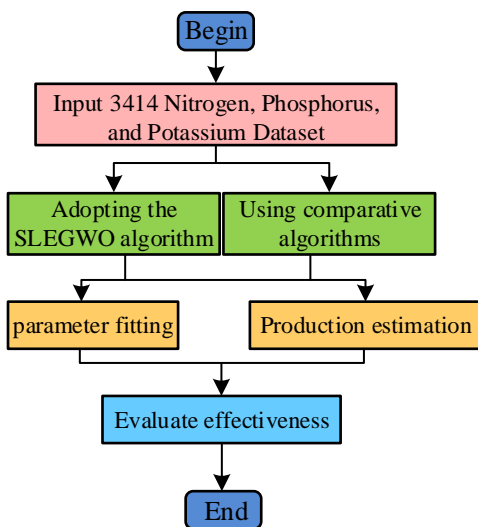 Begin
Input 3414 Nitrogen, Phosphorus,
and Potassium Dataset
Adopting the
SLEGWO algorithm
Using comparative
algorithms
parameter fitting
Production estimation
Evaluate effectiveness
End